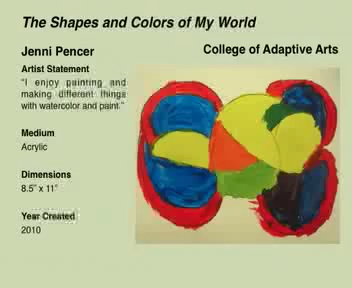 The Shapes and Colors of My World
Jenni Pencer
College of Adaptive Arts
Artist Statement
“I enjoy painting and
making different things
with watercolor and paint.”
Medium
Acrylic
Dimensions
8.5” x 11”
Year Created
2010